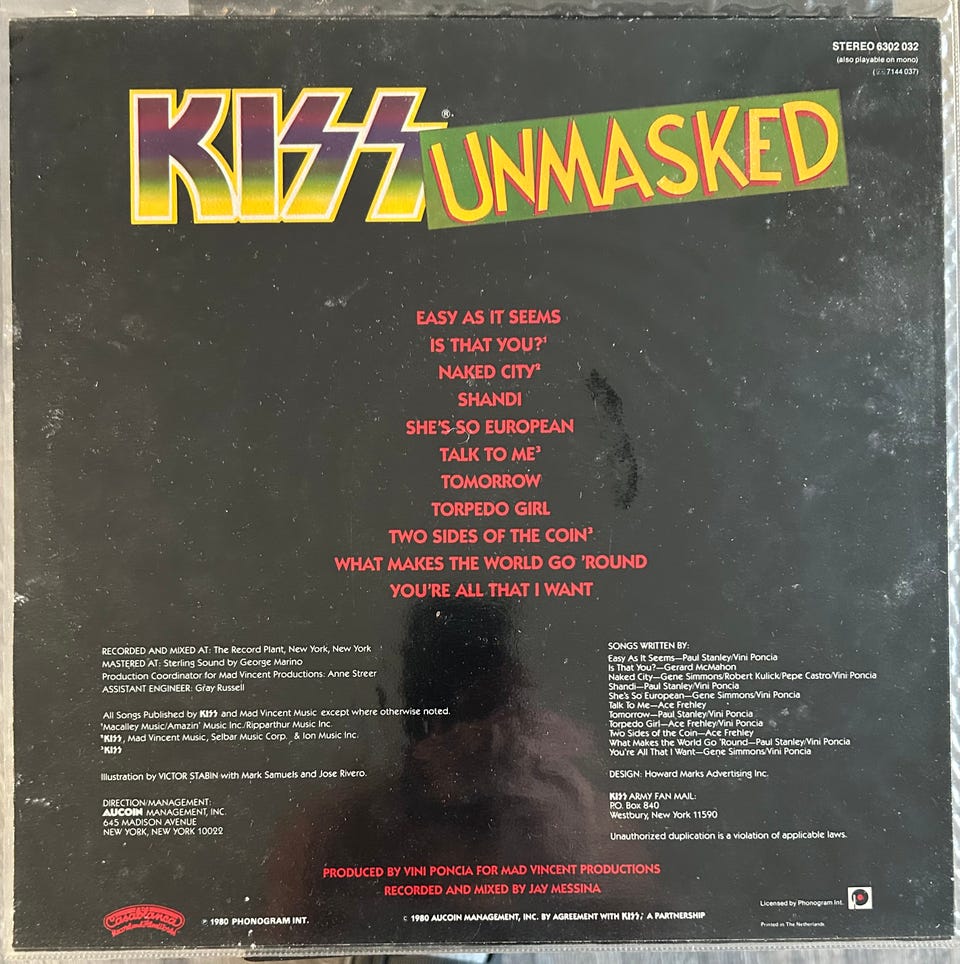 STEREO 6302 032
(also playable on mono)
7144 037)
KISS®
UNMASKED
EASY AS IT SEEMS
IS THAT YOU?¹
NAKED CITY²
SHANDI
SHE'S SO EUROPEAN
TALK TO ME³
TOMORROW
TORPEDO GIRL
TWO SIDES OF THE COIN³
WHAT MAKES THE WORLD GO 'ROUND
YOU'RE ALL THAT I WANT
RECORDED AND MIXED AT: The Record Plant, New York, New York
MASTERED AT: Sterling Sound by George Marino
Production Coordinator for Mad Vincent Productions: Anne Streer
ASSISTANT ENGINEER: Gray Russell
All Songs Published by KISS and Mad Vincent Music except where otherwise noted.
¹Macalley Music/Amazin' Music Inc./Ripparthur Music Inc.
²KISS, Mad Vincent Music, Selbar Music Corp. & Ion Music Inc.
³KISS
Illustration by VICTOR STABIN with Mark Samuels and Jose Rivero.
DIRECTION/MANAGEMENT:
AUCOIN MANAGEMENT, INC.
645 MADISON AVENUE
NEW YORK, NEW YORK 10022
SONGS WRITTEN BY:
Easy As It Seems—Paul Stanley/Vini Poncia
Is That You?—Gerard McMahon
Naked City—Gene Simmons/Robert Kulick/Pepe Castro/Vini Poncia
Shandi—Paul Stanley/Vini Poncia
She's So European—Gene Simmons/Vini Poncia
Talk To Me—Ace Frehley
Tomorrow—Paul Stanley/Vini Poncia
Torpedo Girl—Ace Frehley/Vini Poncia
Two Sides of the Coin—Ace Frehley
What Makes the World Go 'Round—Paul Stanley/Vini Poncia
You're All That I Want—Gene Simmons/Vini Poncia
DESIGN: Howard Marks Advertising Inc.
KISS ARMY FAN MAIL:
P.O. Box 840
Westbury, New York 11590
Unauthorized duplication is a violation of applicable laws.
PRODUCED BY VINI PONCIA FOR MAD VINCENT PRODUCTIONS
RECORDED AND MIXED BY JAY MESSINA
Casablanca
Record and FilmWorks
℗ 1980 PHONOGRAM INT.
© 1980 AUCOIN MANAGEMENT, INC. BY AGREEMENT WITH KISS, A PARTNERSHIP
Licensed by Phonogram Int.
Printed in The Netherlands